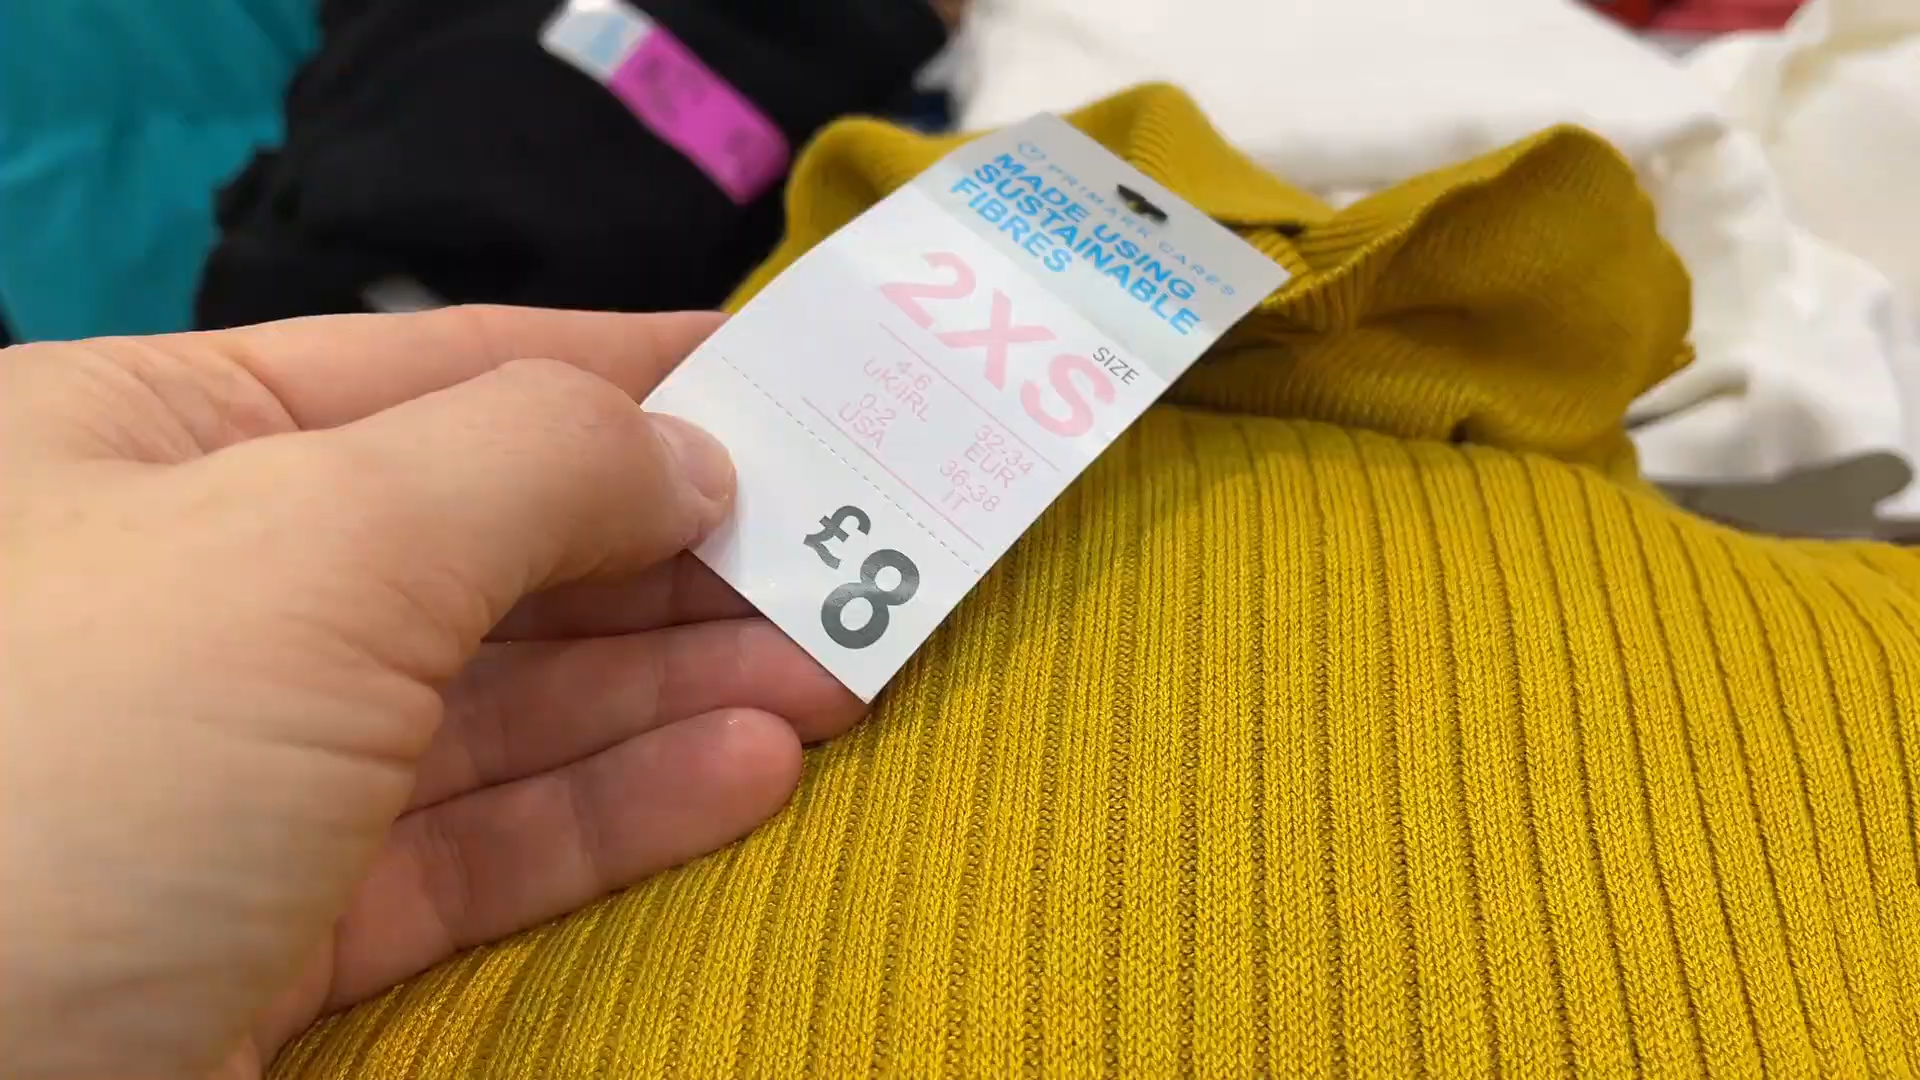 PRIMARK CARES
MADE USING
SUSTAINABLE
FIBRES
SIZE
2XS
4-6
UK/IRL
32-34
EUR
0-2
USA
36-38
IT
£8